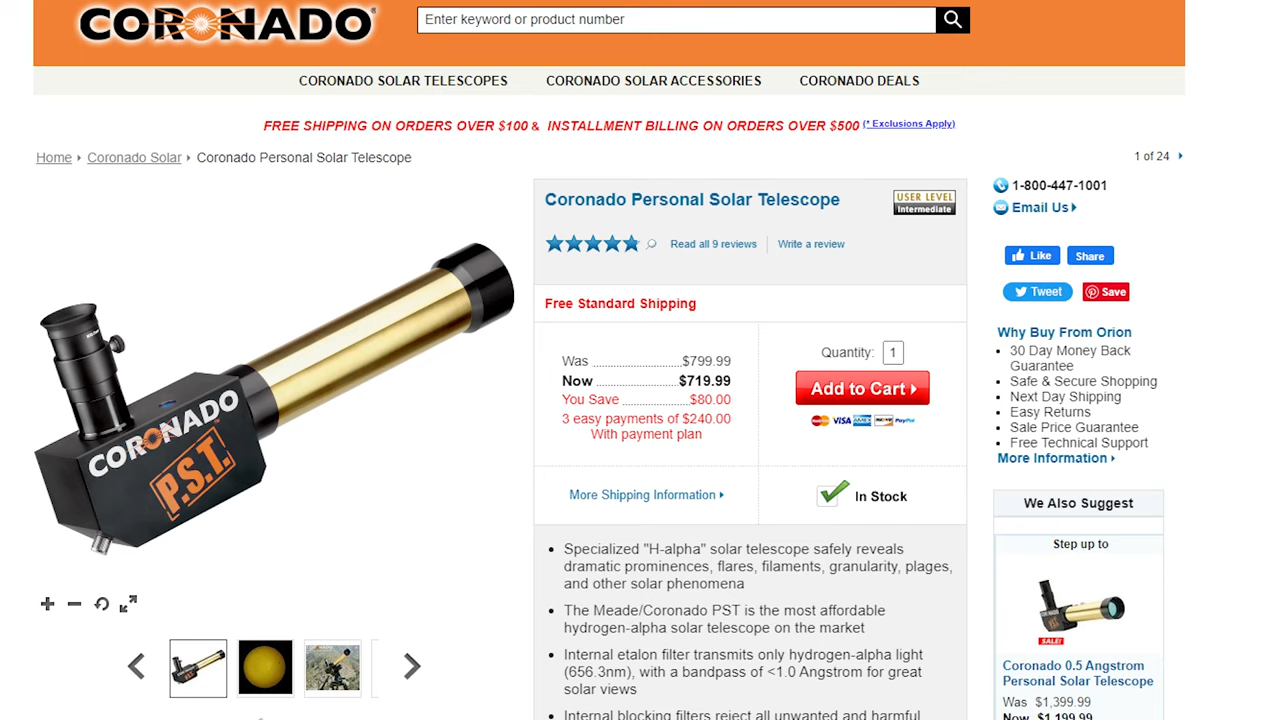 CORONADO
Enter keyword or product number
CORONADO SOLAR TELESCOPES CORONADO SOLAR ACCESSORIES CORONADO DEALS
FREE SHIPPING ON ORDERS OVER $100 & INSTALLMENT BILLING ON ORDERS OVER $500 (* Exclusions Apply)
Home Coronado Solar Coronado Personal Solar Telescope
1 of 24
CORONADO
P.S.T.
Coronado Personal Solar Telescope
USER LEVEL
Intermediate
Read all 9 reviews Write a review
Free Standard Shipping
Was $799.99
Now $719.99
You Save $80.00
3 easy payments of $240.00
With payment plan
Quantity: 1
Add to Cart
VISA AMEX PayPal
More Shipping Information
In Stock
Specialized "H-alpha" solar telescope safely reveals
dramatic prominences, flares, filaments, granularity, plages,
and other solar phenomena
The Meade/Coronado PST is the most affordable
hydrogen-alpha solar telescope on the market
Internal etalon filter transmits only hydrogen-alpha light
(656.3nm), with a bandpass of <1.0 Angstrom for great
solar views
Internal blocking filters reject all unwanted and harmful
1-800-447-1001
Email Us
Like Share
Tweet Save
Why Buy From Orion
30 Day Money Back
Guarantee
Safe & Secure Shopping
Next Day Shipping
Easy Returns
Sale Price Guarantee
Free Technical Support
More Information
We Also Suggest
Step up to
SALE!
Coronado 0.5 Angstrom
Personal Solar Telescope
Was $1,399.99
Now $1,199.99